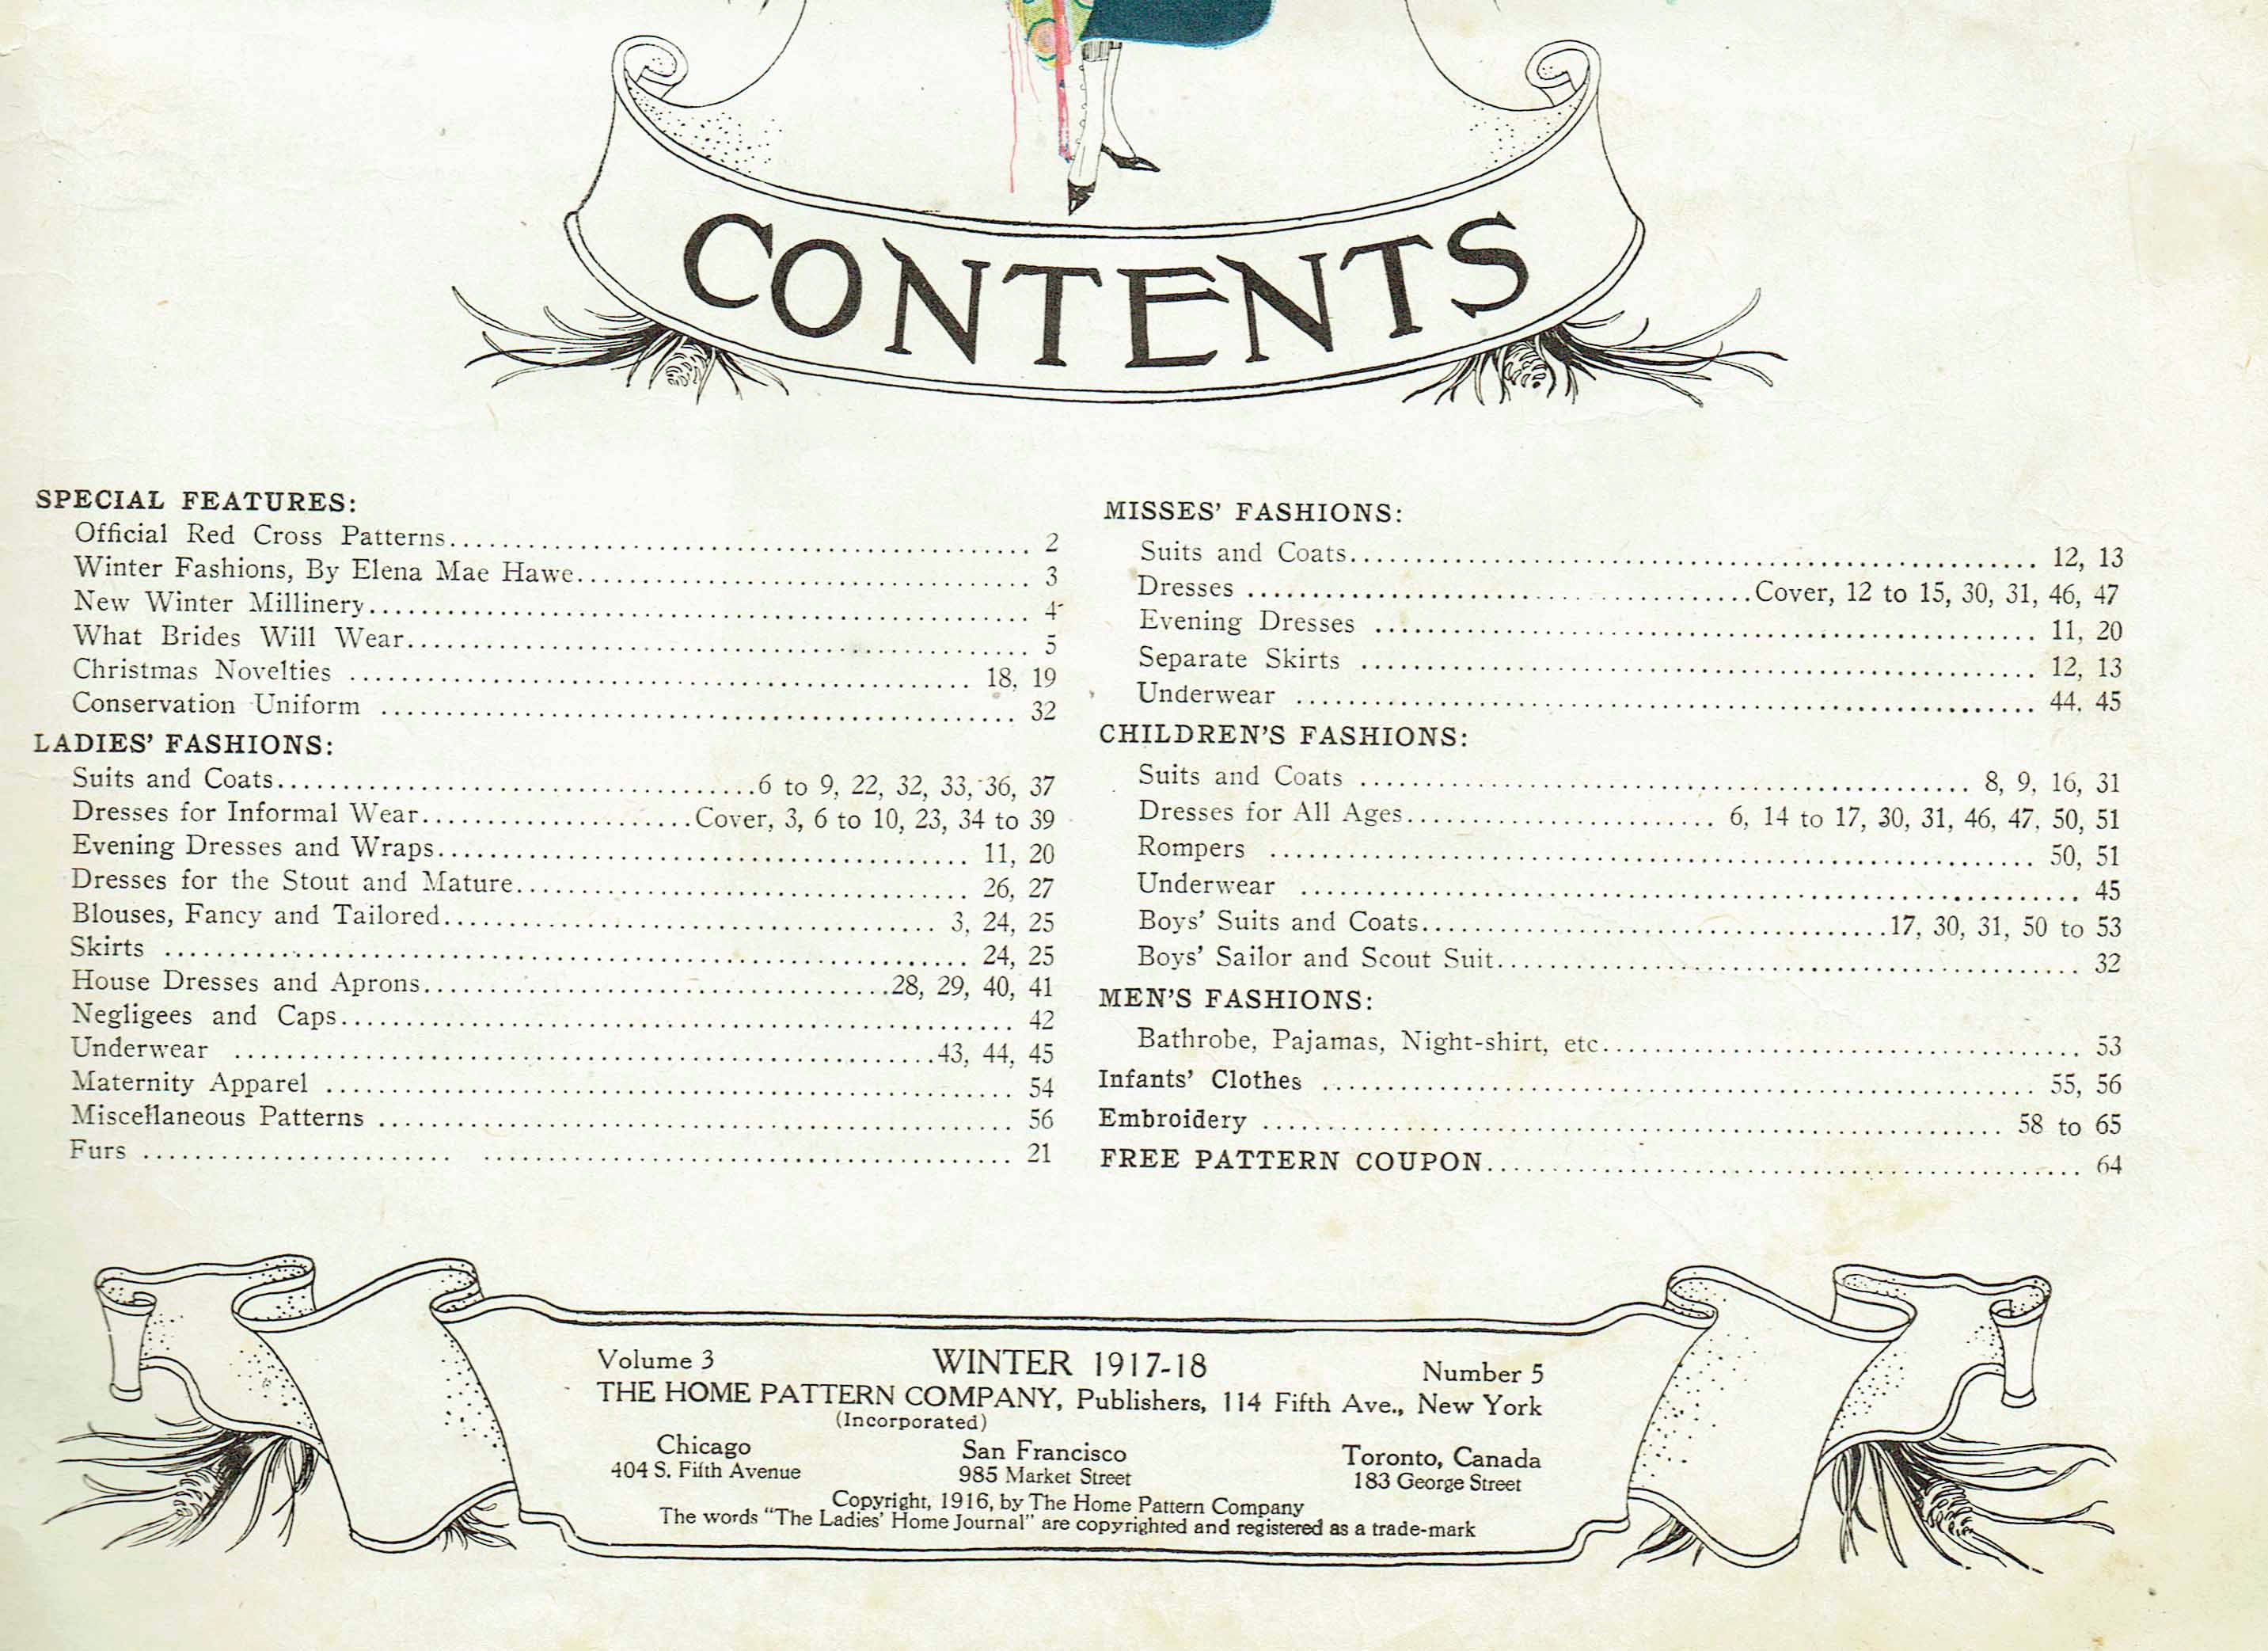 CONTENTS
SPECIAL FEATURES:
Official Red Cross Patterns.................... 2
Winter Fashions, By Elena Mae Hawe.................... 3
New Winter Millinery.................... 4
What Brides Will Wear.................... 5
Christmas Novelties .................... 18, 19
Conservation Uniform .................... 32
LADIES' FASHIONS:
Suits and Coats....................6 to 9, 22, 32, 33, 36, 37
Dresses for Informal Wear....................Cover, 3, 6 to 10, 23, 34 to 39
Evening Dresses and Wraps.................... 11, 20
Dresses for the Stout and Mature.................... 26, 27
Blouses, Fancy and Tailored.................... 3, 24, 25
Skirts .................... 24, 25
House Dresses and Aprons....................28, 29, 40, 41
Negligees and Caps.................... 42
Underwear ....................43, 44, 45
Maternity Apparel .................... 54
Miscellaneous Patterns .................... 56
Furs .................... 21
MISSES' FASHIONS:
Suits and Coats.................... 12, 13
Dresses ....................Cover, 12 to 15, 30, 31, 46, 47
Evening Dresses .................... 11, 20
Separate Skirts .................... 12, 13
Underwear .................... 44, 45
CHILDREN'S FASHIONS:
Suits and Coats .................... 8, 9, 16, 31
Dresses for All Ages.................... 6, 14 to 17, 30, 31, 46, 47, 50, 51
Rompers .................... 50, 51
Underwear .................... 45
Boys' Suits and Coats....................17, 30, 31, 50 to 53
Boys' Sailor and Scout Suit.................... 32
MEN'S FASHIONS:
Bathrobe, Pajamas, Night-shirt, etc.................... 53
Infants' Clothes .................... 55, 56
Embroidery .................... 58 to 65
FREE PATTERN COUPON.................... 64
Volume 3 WINTER 1917-18 Number 5
THE HOME PATTERN COMPANY, Publishers, 114 Fifth Ave., New York
(Incorporated)
Chicago San Francisco Toronto, Canada
404 S. Fifth Avenue 985 Market Street 183 George Street
Copyright, 1916, by The Home Pattern Company
The words "The Ladies' Home Journal" are copyrighted and registered as a trade-mark